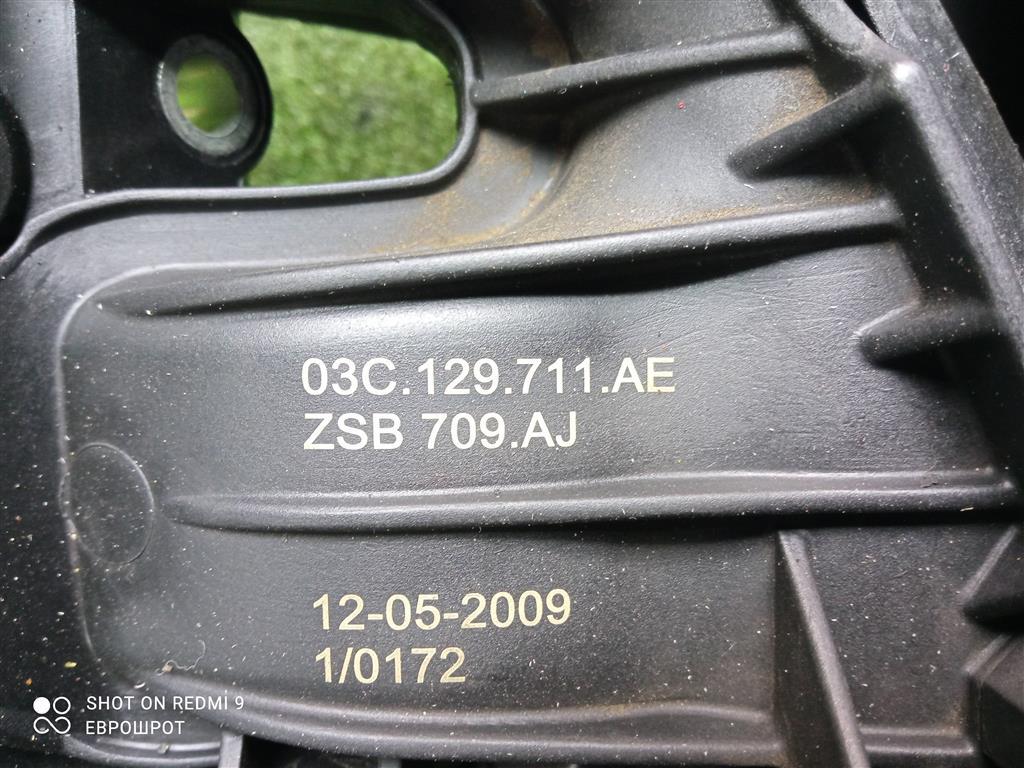 03C.129.711.AE
ZSB 709.AJ
12-05-2009
1/0172
SHOT ON REDMİ 9
ЕВРОШРОТ